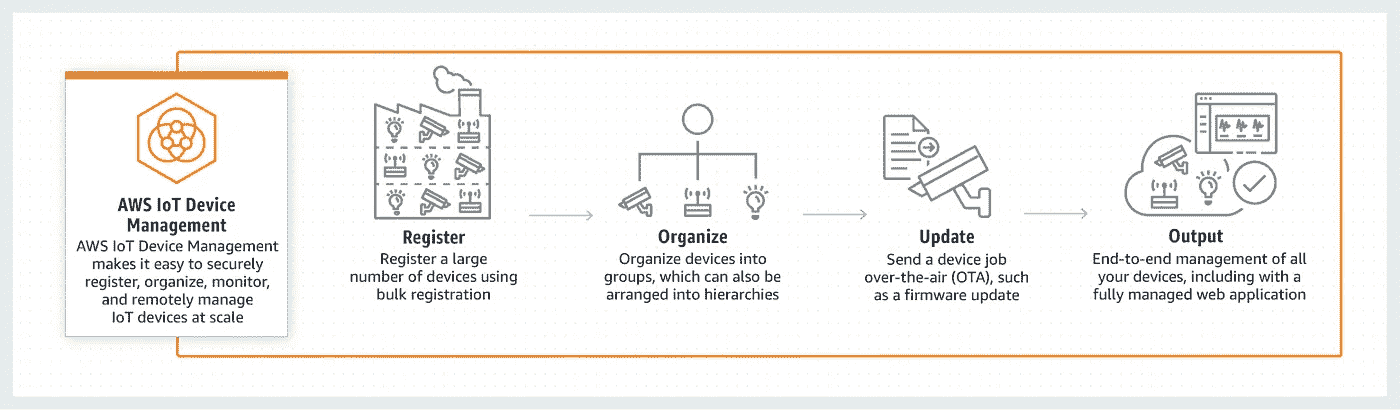 AWS IoT Device
Management
AWS IoT Device Management
makes it easy to securely
register, organize, monitor,
and remotely manage
IoT devices at scale
Register
Register a large
number of devices using
bulk registration
Organize
Organize devices into
groups, which can also be
arranged into hierarchies
Update
Send a device job
over-the-air (OTA), such
as a firmware update
Output
End-to-end management of all
your devices, including with a
fully managed web application